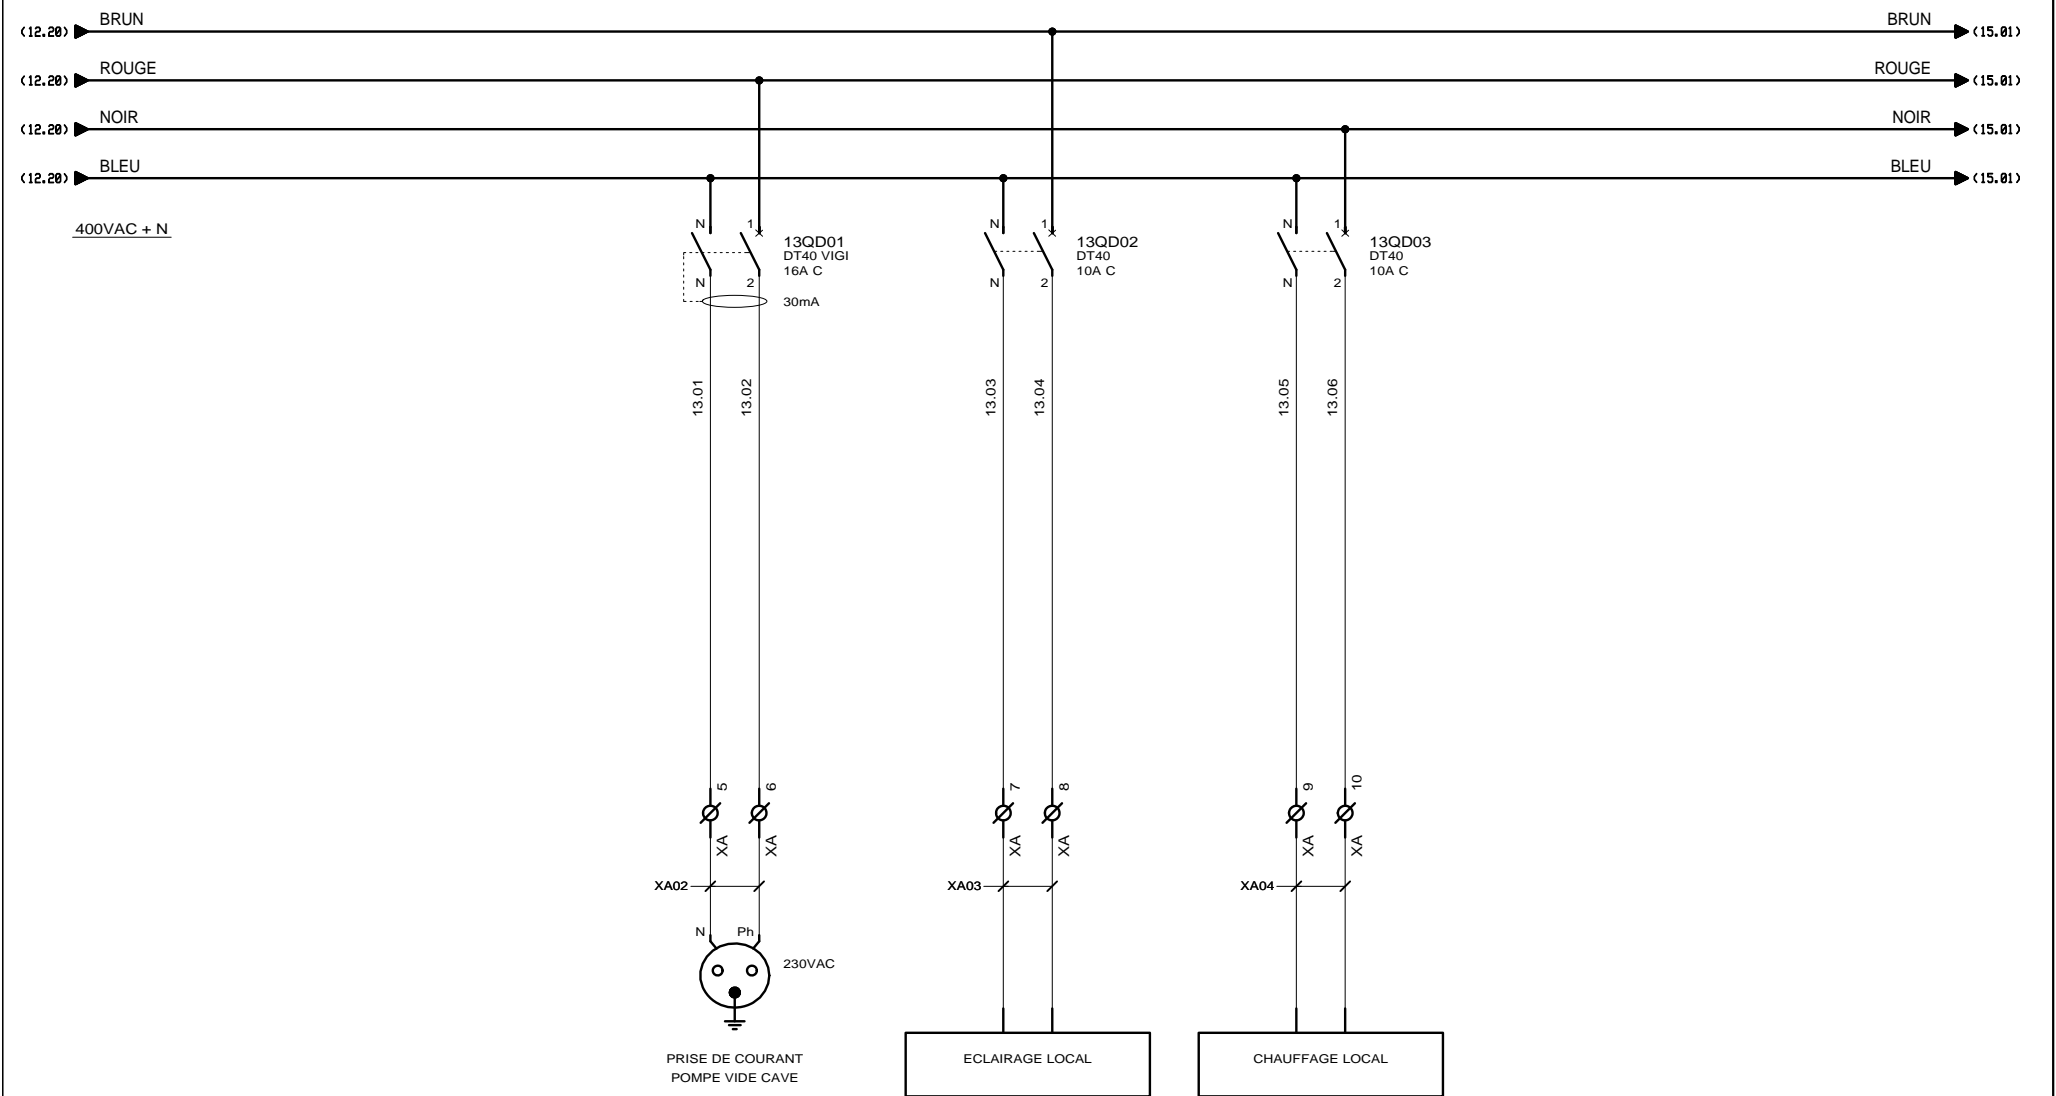 BRUN BRUN
(12.20) (15.01)
ROUGE ROUGE
(12.20) (15.01)
NOIR NOIR
(12.20) (15.01)
BLEU BLEU
(12.20) (15.01)
400VAC + N
N 1 N 1 N 1
13QD01 13QD02 13QD03
DT40 VIGI DT40 DT40
16A C 10A C 10A C
N 2 N 2 N 2
30mA
13.01 13.02 13.03 13.04 13.05 13.06
5 6 7 8 9 10
XA XA XA XA XA XA
XA02 XA03 XA04
N Ph
230VAC
PRISE DE COURANT ECLAIRAGE LOCAL CHAUFFAGE LOCAL
POMPE VIDE CAVE